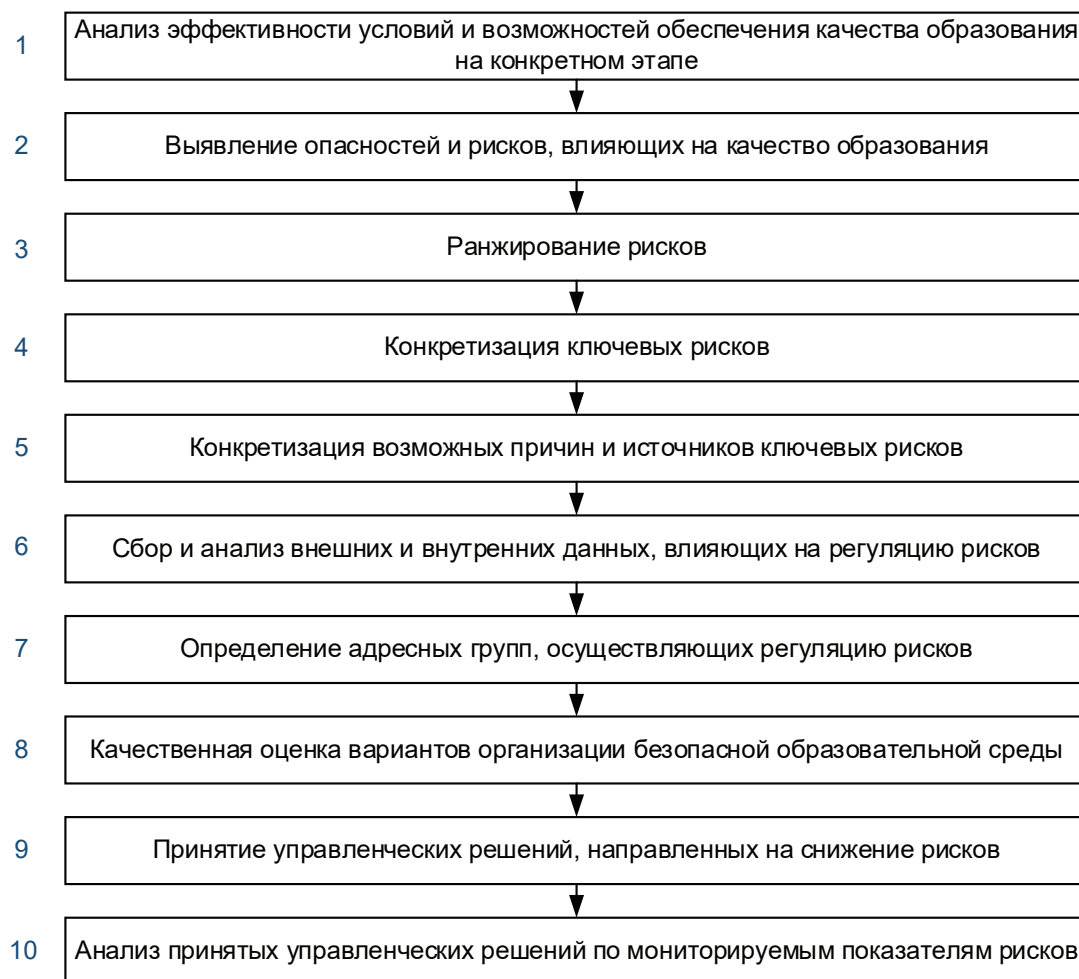 1
Анализ эффективности условий и возможностей обеспечения качества образования
на конкретном этапе
2
Выявление опасностей и рисков, влияющих на качество образования
3
Ранжирование рисков
4
Конкретизация ключевых рисков
5
Конкретизация возможных причин и источников ключевых рисков
6
Сбор и анализ внешних и внутренних данных, влияющих на регуляцию рисков
7
Определение адресных групп, осуществляющих регуляцию рисков
8
Качественная оценка вариантов организации безопасной образовательной среды
9
Принятие управленческих решений, направленных на снижение рисков
10
Анализ принятых управленческих решений по мониторируемым показателям рисков